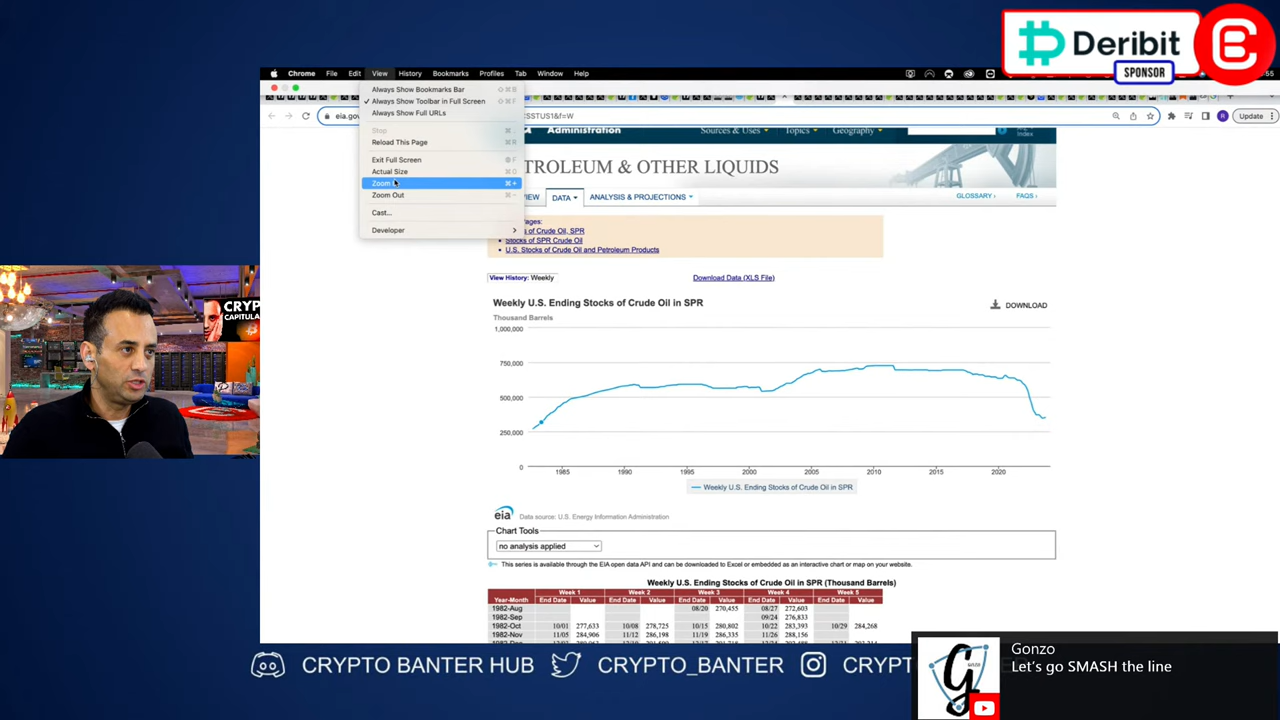 Deribit
SPONSOR
Chrome File Edit View History Bookmarks Profiles Tab Window Help
Always Show Bookmarks Bar ⇧⌘B
✓ Always Show Toolbar in Full Screen ⇧⌘F
Always Show Full URLs
Stop
Reload This Page ⌘R
Exit Full Screen
Actual Size ⌘0
Zoom ⌘+
Zoom Out ⌘-
Cast...
Developer
Update
Administration
Sources & Uses Topics Geography
TROLEUM & OTHER LIQUIDS
DATA ANALYSIS & PROJECTIONS
GLOSSARY › FAQS ›
of Crude Oil, SPR
Stocks of SPR Crude Oil
U.S. Stocks of Crude Oil and Petroleum Products
View History: Weekly
Download Data (XLS File)
Weekly U.S. Ending Stocks of Crude Oil in SPR
DOWNLOAD
Thousand Barrels
1,000,000
750,000
500,000
250,000
0
1985 1990 1995 2000 2005 2010 2015 2020
Weekly U.S. Ending Stocks of Crude Oil in SPR
eia Data source: U.S. Energy Information Administration
Chart Tools
no analysis applied
This series is available through the EIA open data API and can be downloaded to Excel or embedded as an interactive chart or map on your website.
Weekly U.S. Ending Stocks of Crude Oil in SPR (Thousand Barrels)
Year-Month Week 1 Week 2 Week 3 Week 4 Week 5
End Date Value End Date Value End Date Value End Date Value End Date Value
1982-Aug 08/20 270,455 08/27 272,603
1982-Sep 09/24 276,833
1982-Oct 10/01 277,633 10/08 278,725 10/15 280,802 10/22 283,393 10/29 284,268
1982-Nov 11/05 284,906 11/12 286,198 11/19 286,335 11/26 288,156
CRYP
CAPITULA
CRYPTO BANTER HUB CRYPTO_BANTER CRYPT
Gonzo
Let's go SMASH the line